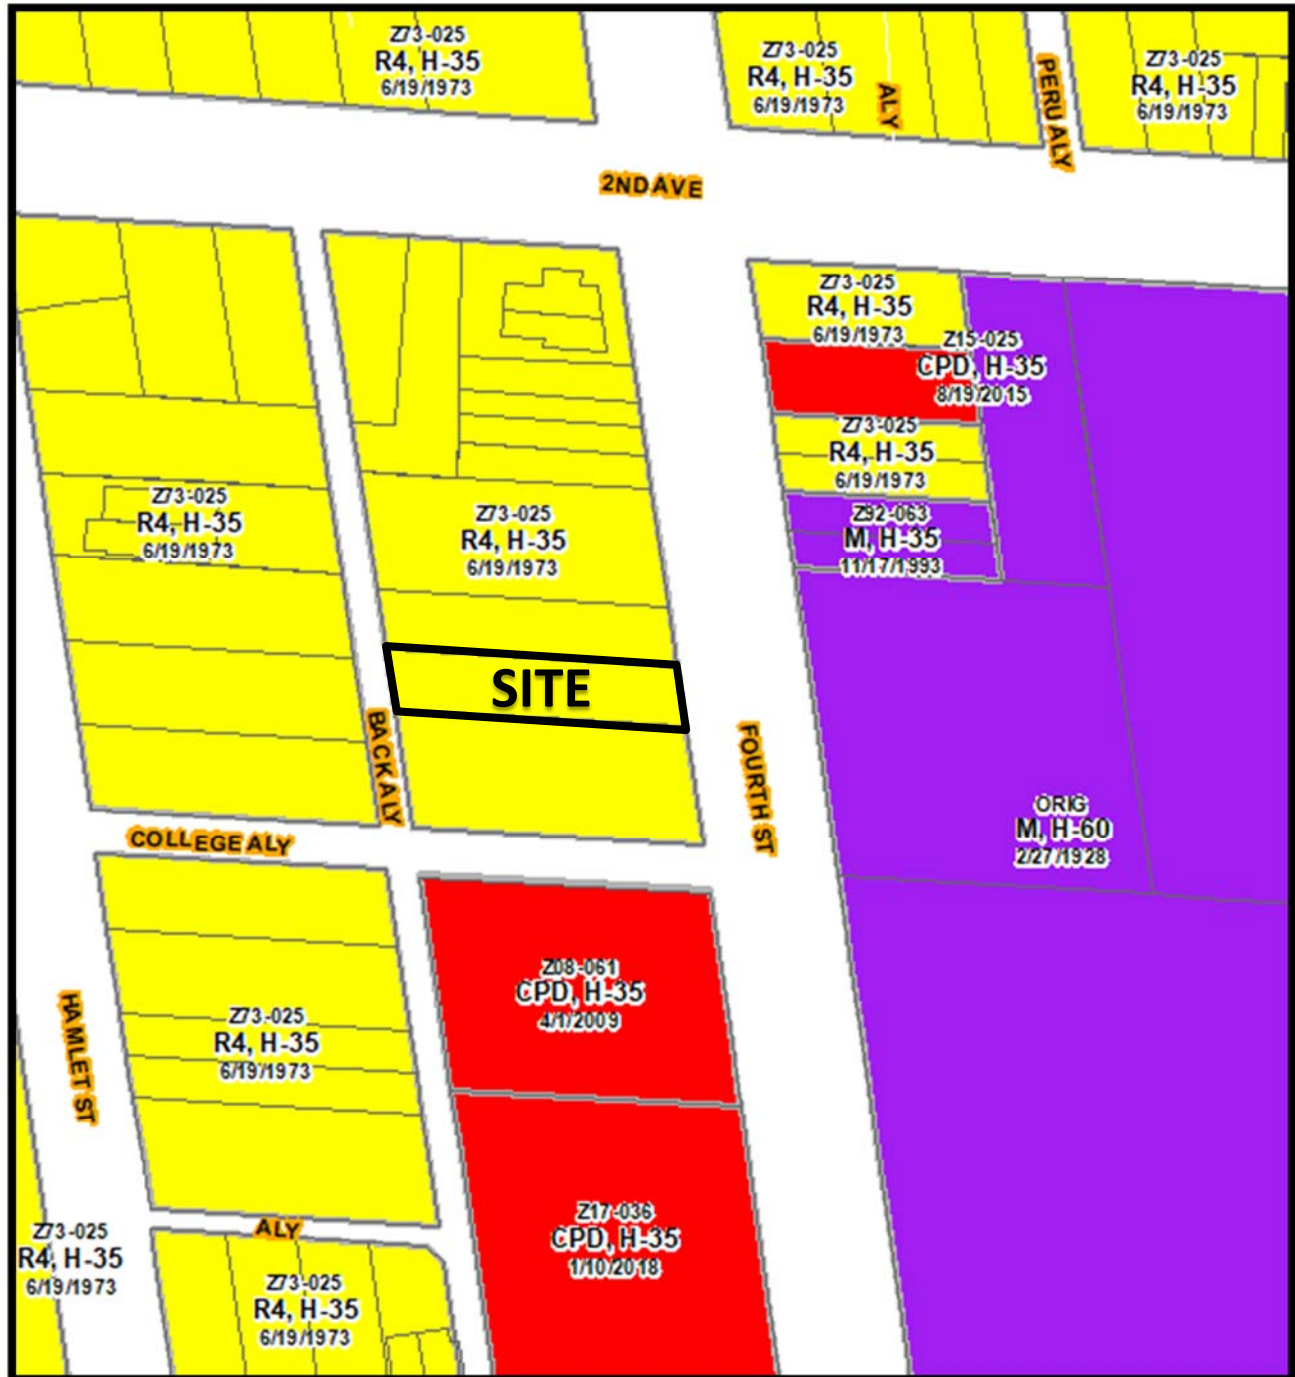 Z73-025
R4, H-35
6/19/1973
Z73-025
R4, H-35
6/19/1973
ALY
PERU ALY
Z73-025
R4, H-35
6/19/1973
2ND AVE
Z73-025
R4, H-35
6/19/1973
Z15-025
CPD, H-35
8/19/2015
Z73-025
R4, H-35
6/19/1973
Z92-063
M, H-35
11/17/1993
Z73-025
R4, H-35
6/19/1973
Z73-025
R4, H-35
6/19/1973
SITE
BACK ALY
FOURTH ST
COLLEGE ALY
ORIG
M, H-60
2/27/1928
Z08-061
CPD, H-35
4/1/2009
HAMLET ST
Z73-025
R4, H-35
6/19/1973
Z17-036
CPD, H-35
1/10/2018
ALY
Z73-025
R4, H-35
6/19/1973
Z73-025
R4, H-35
6/19/1973